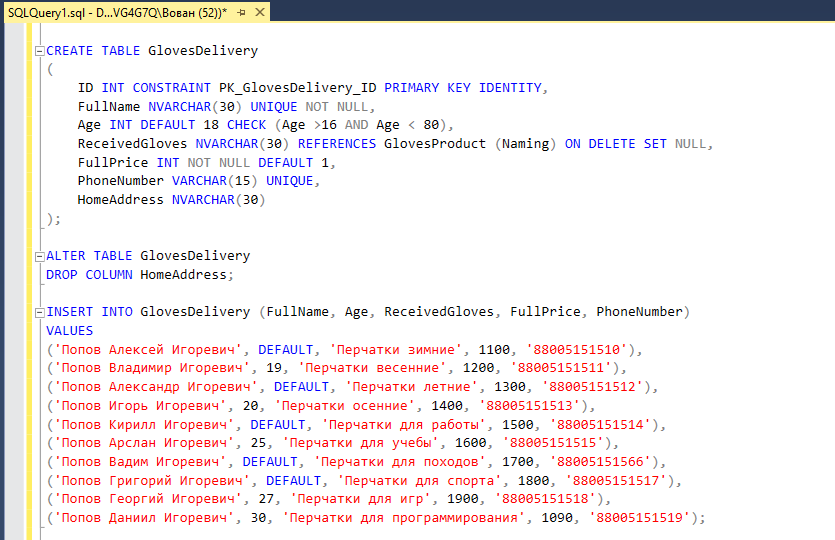 SQLQuery1.sql - D...VG4G7Q\Вован (52))*
CREATE TABLE GlovesDelivery
(
ID INT CONSTRAINT PK_GlovesDelivery_ID PRIMARY KEY IDENTITY,
FullName NVARCHAR(30) UNIQUE NOT NULL,
Age INT DEFAULT 18 CHECK (Age >16 AND Age < 80),
ReceivedGloves NVARCHAR(30) REFERENCES GlovesProduct (Naming) ON DELETE SET NULL,
FullPrice INT NOT NULL DEFAULT 1,
PhoneNumber VARCHAR(15) UNIQUE,
HomeAddress NVARCHAR(30)
);
ALTER TABLE GlovesDelivery
DROP COLUMN HomeAddress;
INSERT INTO GlovesDelivery (FullName, Age, ReceivedGloves, FullPrice, PhoneNumber)
VALUES
('Попов Алексей Игоревич', DEFAULT, 'Перчатки зимние', 1100, '88005151510'),
('Попов Владимир Игоревич', 19, 'Перчатки весенние', 1200, '88005151511'),
('Попов Александр Игоревич', DEFAULT, 'Перчатки летние', 1300, '88005151512'),
('Попов Игорь Игоревич', 20, 'Перчатки осенние', 1400, '88005151513'),
('Попов Кирилл Игоревич', DEFAULT, 'Перчатки для работы', 1500, '88005151514'),
('Попов Арслан Игоревич', 25, 'Перчатки для учебы', 1600, '88005151515'),
('Попов Вадим Игоревич', DEFAULT, 'Перчатки для походов', 1700, '88005151566'),
('Попов Григорий Игоревич', DEFAULT, 'Перчатки для спорта', 1800, '88005151517'),
('Попов Георгий Игоревич', 27, 'Перчатки для игр', 1900, '88005151518'),
('Попов Даниил Игоревич', 30, 'Перчатки для программирования', 1090, '88005151519');